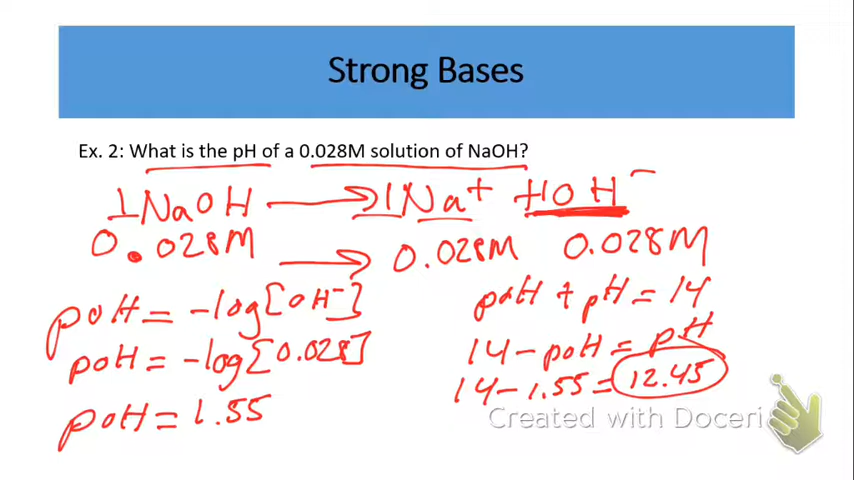 Strong Bases
Ex. 2: What is the pH of a 0.028M solution of NaOH?
1NaOH → 1Na+ + 1OH−
0.028M → 0.028M 0.028M
pOH = -log[OH-]
pOH = -log[0.028]
pOH = 1.55
pOH + pH = 14
14 - pOH = pH
14 - 1.55 = 12.45
Created with Doceri